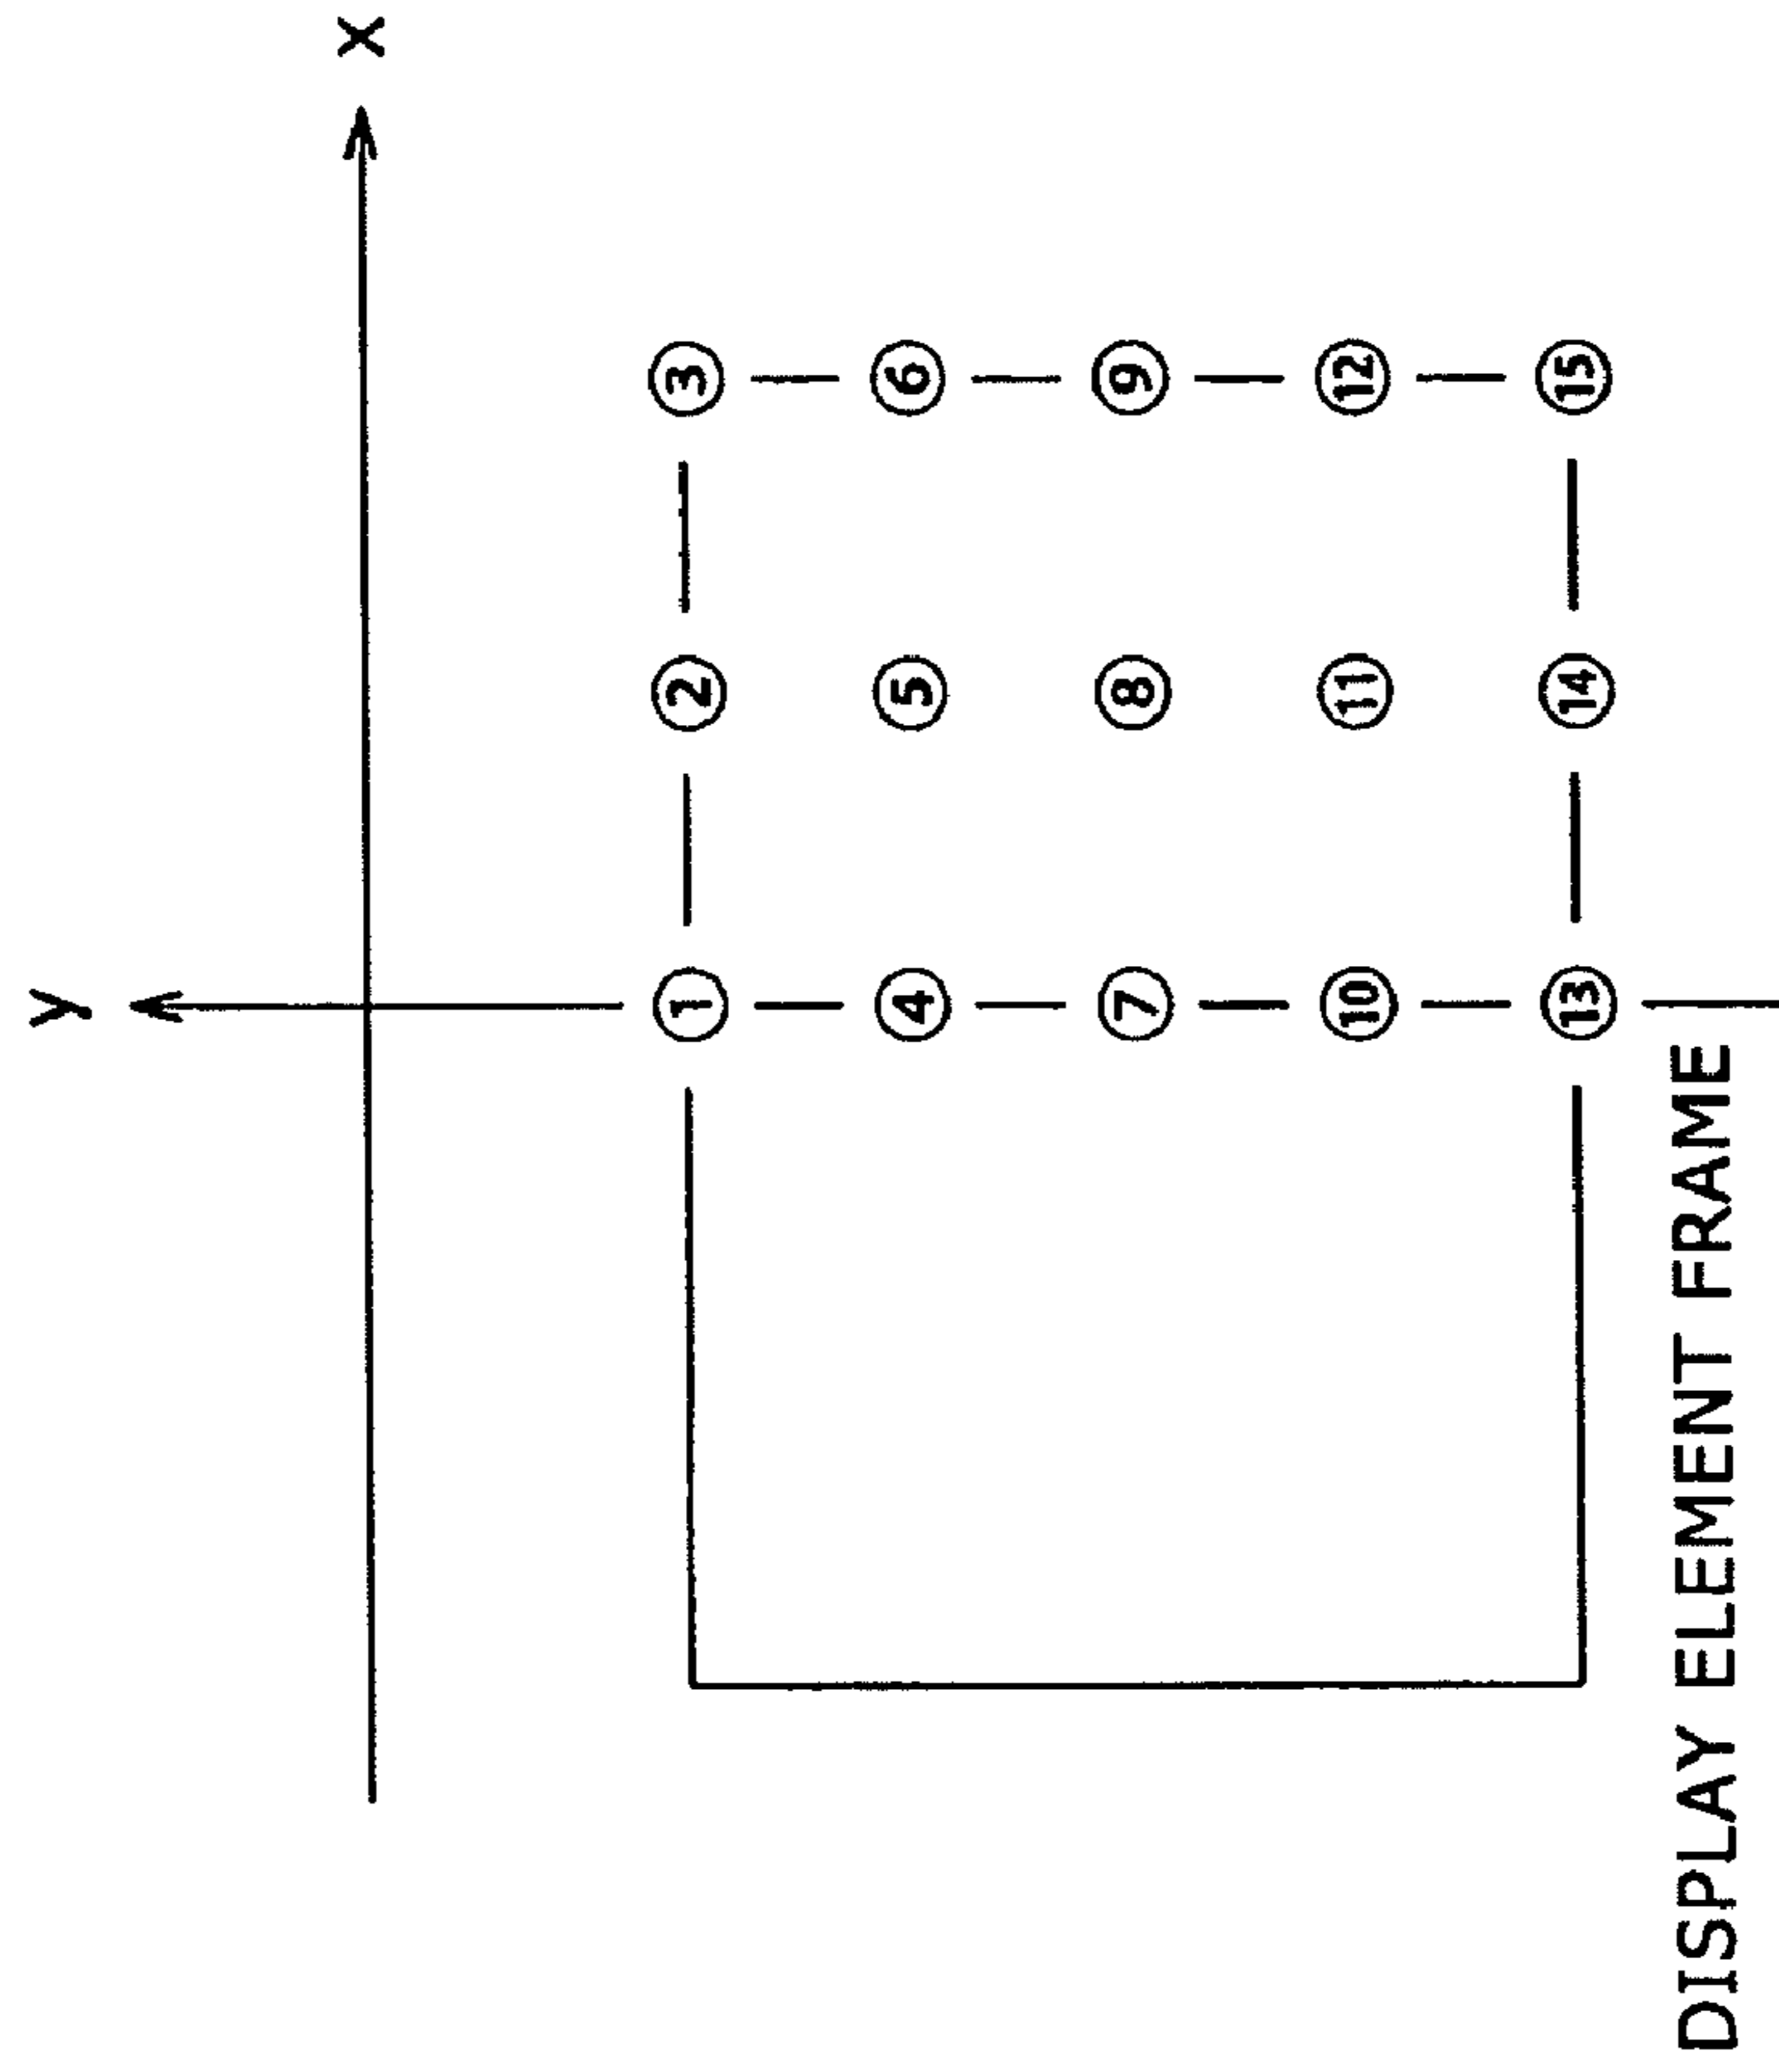 y
x
① ② ③
④ ⑤ ⑥
⑦ ⑧ ⑨
⑩ ⑪ ⑫
⑬ ⑭ ⑮
DISPLAY ELEMENT FRAME